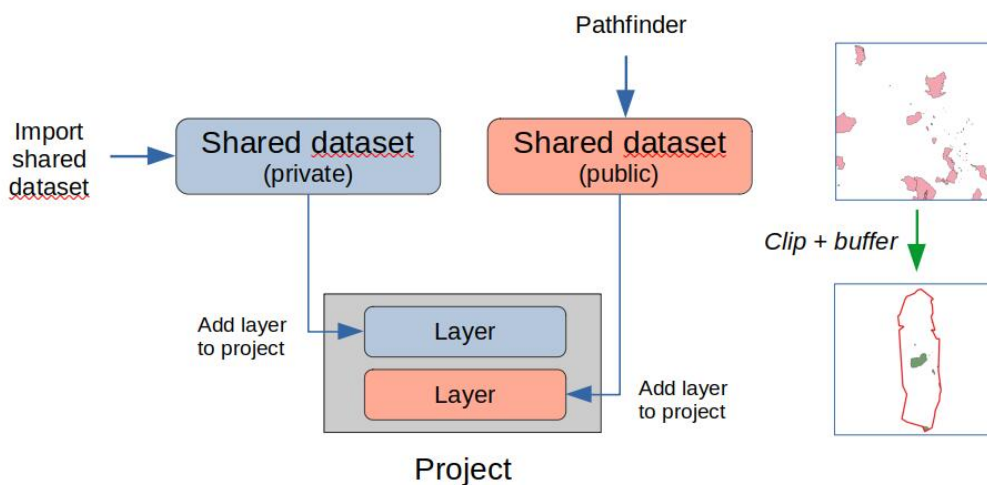 Pathfinder
Import
shared
dataset
Shared dataset
(private)
Shared dataset
(public)
Clip + buffer
Add layer
to project
Layer
Layer
Add layer
to project
Project